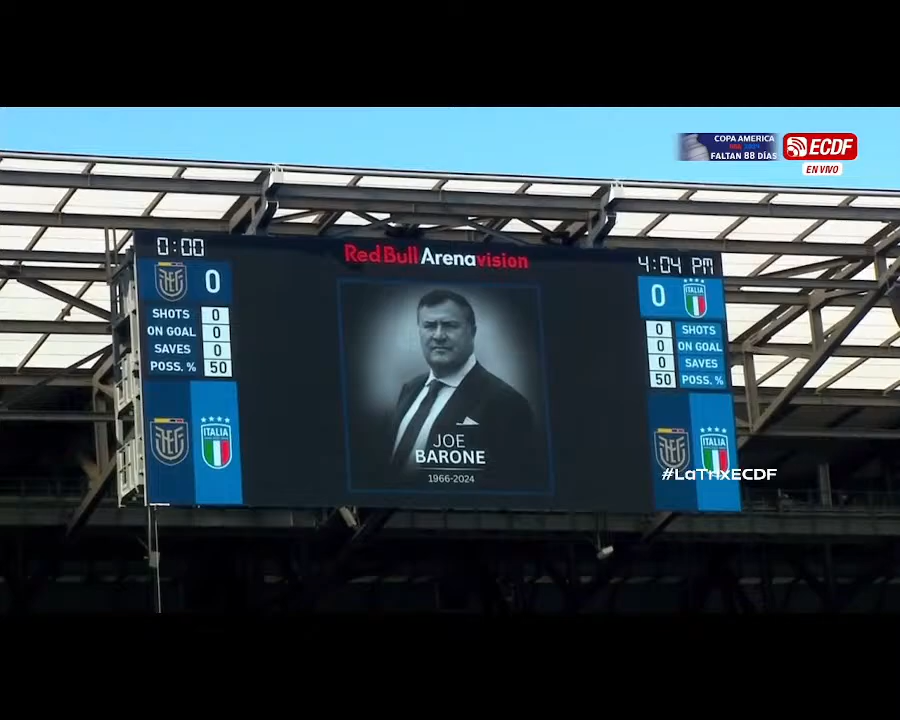 COPA AMERICA
USA 2024
FALTAN 88 DÍAS
ECDF
EN VIVO
0:00
Red Bull Arenavision
4:04 PM
0
0
ITALIA
SHOTS 0
ON GOAL 0
SAVES 0
POSS. % 50
0 SHOTS
0 ON GOAL
0 SAVES
50 POSS. %
ITALIA
ITALIA
JOE
BARONE
1966-2024
#LaTrixECDF